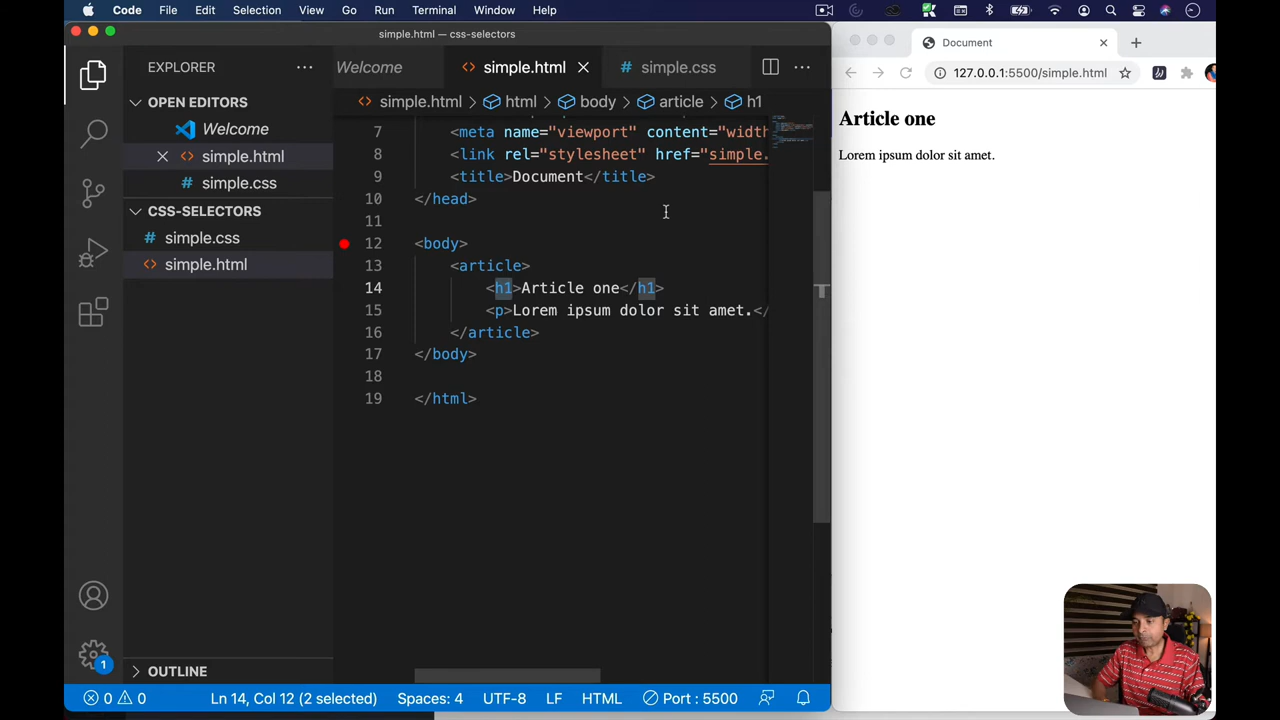 Code File Edit Selection View Go Run Terminal Window Help
simple.html — css-selectors
EXPLORER
OPEN EDITORS
Welcome
simple.html
simple.css
CSS-SELECTORS
simple.css
simple.html
OUTLINE
Welcome simple.html simple.css
simple.html > html > body > article > h1
7 <meta name="viewport" content="width
8 <link rel="stylesheet" href="simple.
9 <title>Document</title>
10 </head>
11
12 <body>
13 <article>
14 <h1>Article one</h1>
15 <p>Lorem ipsum dolor sit amet.</
16 </article>
17 </body>
18
19 </html>
1
0 0 Ln 14, Col 12 (2 selected) Spaces: 4 UTF-8 LF HTML Port : 5500
Document
127.0.0.1:5500/simple.html
Article one
Lorem ipsum dolor sit amet.